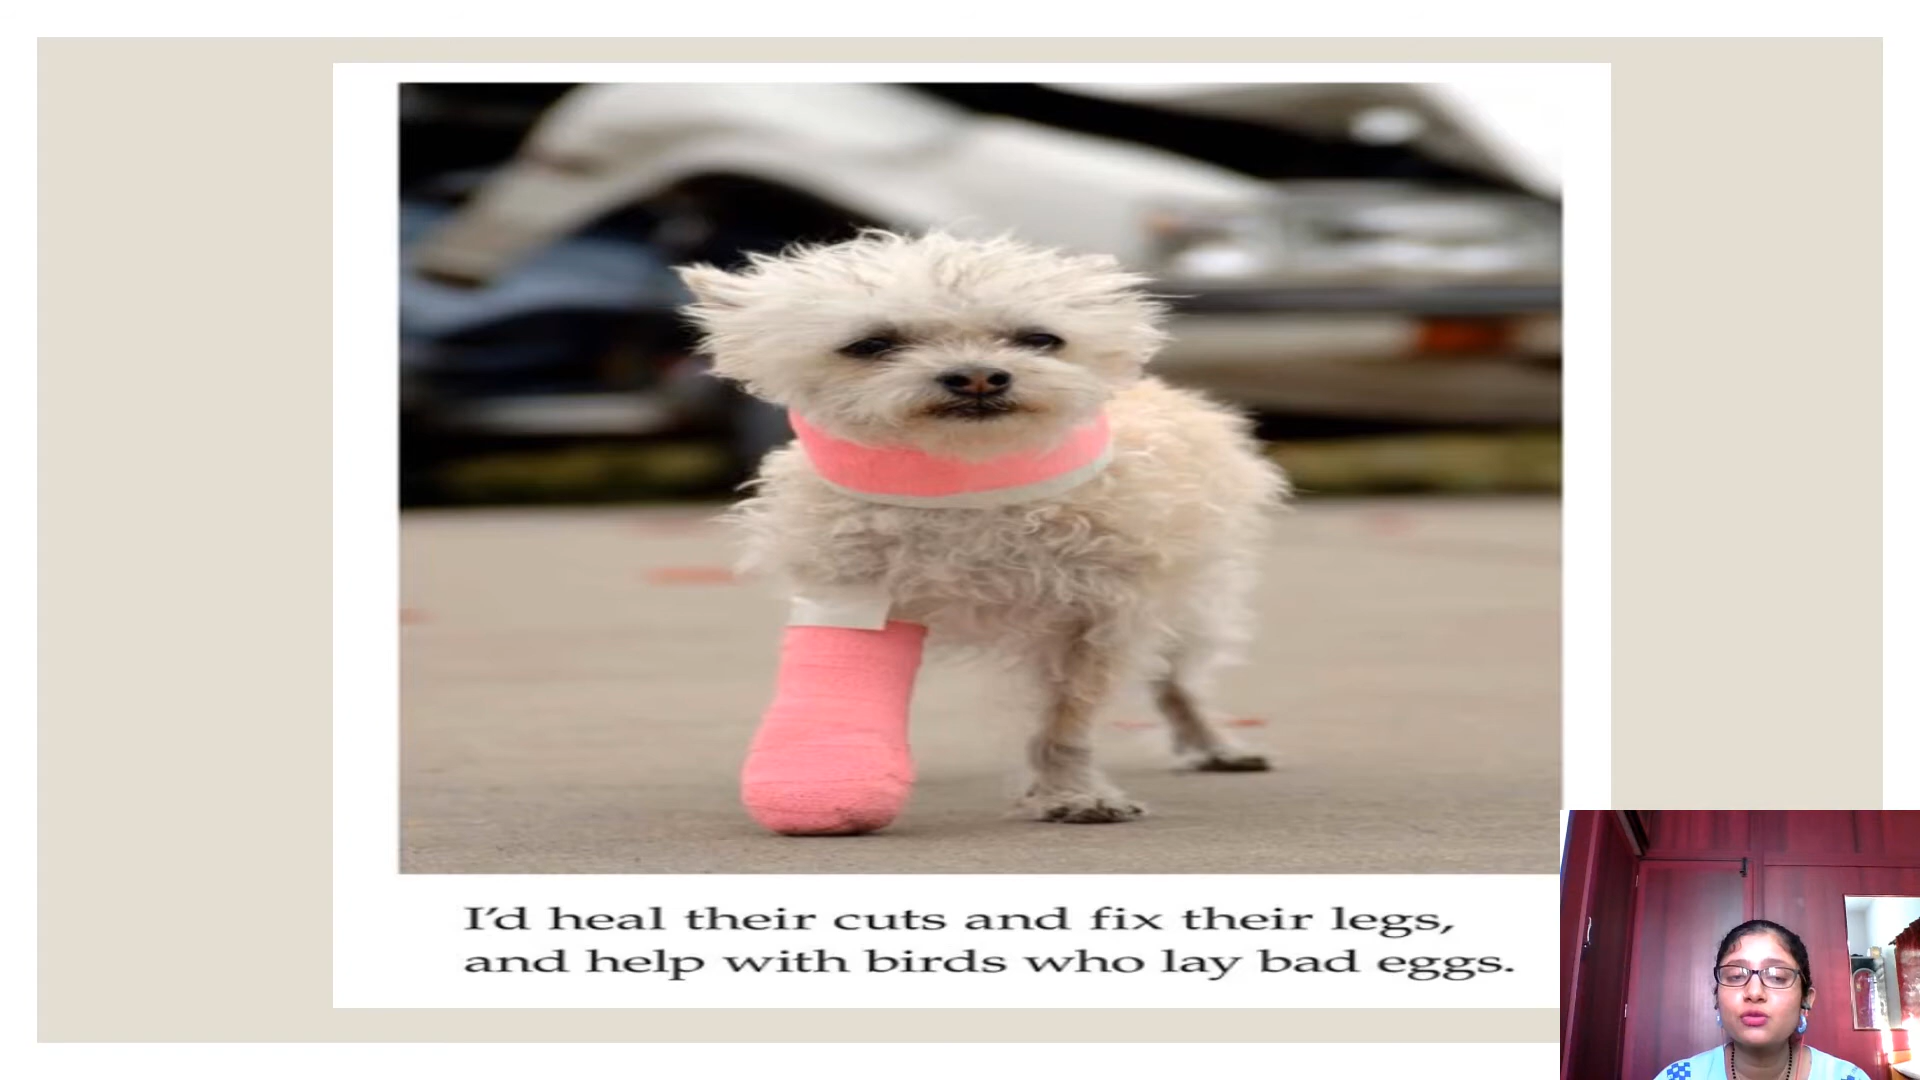 I'd heal their cuts and fix their legs,
and help with birds who lay bad eggs.